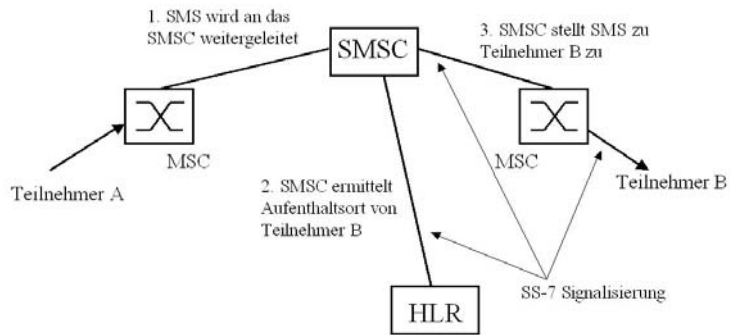 1. SMS wird an das
SMSC weitergeleitet
SMSC
3. SMSC stellt SMS zu
Teilnehmer B zu
MSC
MSC
Teilnehmer A
Teilnehmer B
2. SMSC ermittelt
Aufenthaltsort von
Teilnehmer B
SS-7 Signalisierung
HLR